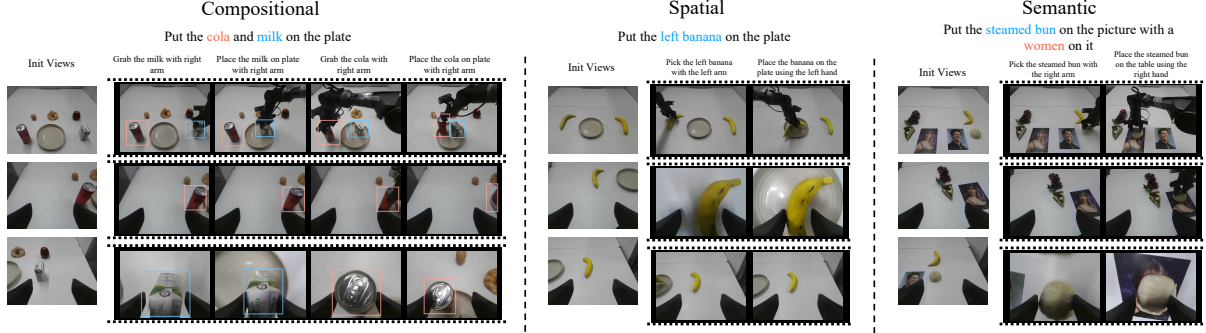 Compositional
Put the cola and milk on the plate
Init Views
Grab the milk with right
arm
Place the milk on plate
with right arm
Grab the cola with
right arm
Place the cola on plate
with right arm
Spatial
Put the left banana on the plate
Init Views
Pick the left banana
with the left arm
Place the banana on the
plate using the left hand
Semantic
Put the steamed bun on the picture with a
women on it
Init Views
Pick the steamed bun with
the right arm
Place the steamed bun
on the table using the
right hand